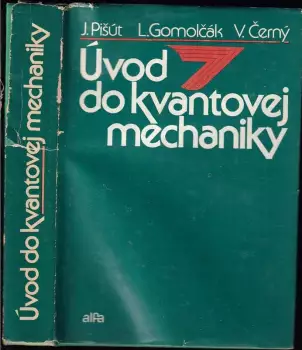 J. Pišút L. Gomolčák V. Černý
Úvod
do kvantovej
mechaniky
alfa
Úvod do kvantovej mechaniky